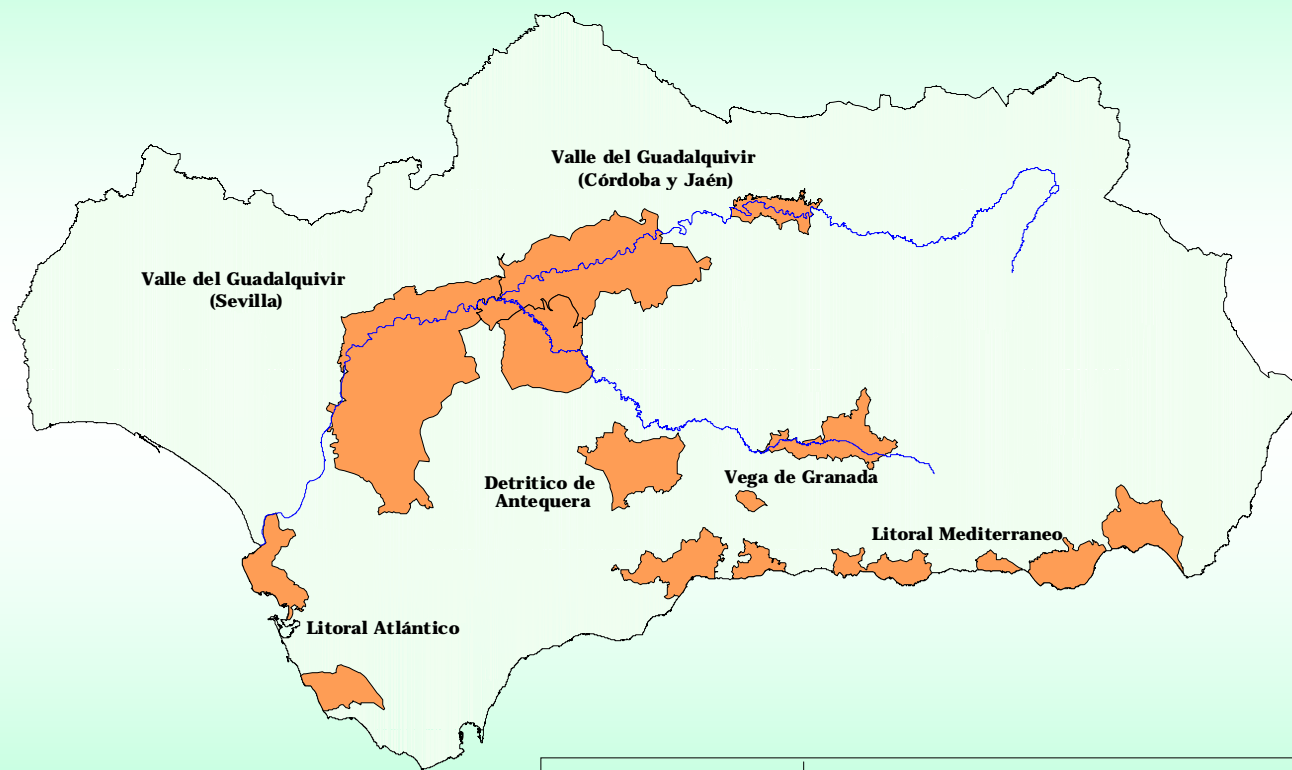 Valle del Guadalquivir
(Córdoba y Jaén)
Valle del Guadalquivir
(Sevilla)
Detritico de
Antequera
Vega de Granada
Litoral Mediterraneo
Litoral Atlántico